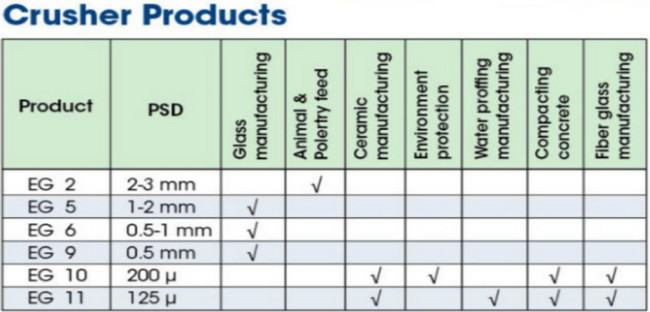 Crusher Products
Product PSD Glass manufacturing Animal & Polertry feed Ceramic manufacturing Environment protection Water proffing manufacturing Compacting concrete Fiber glass manufacturing
EG 2 2-3 mm √
EG 5 1-2 mm √
EG 6 0.5-1 mm √
EG 9 0.5 mm √
EG 10 200 µ √ √ √ √
EG 11 125 µ √ √ √ √